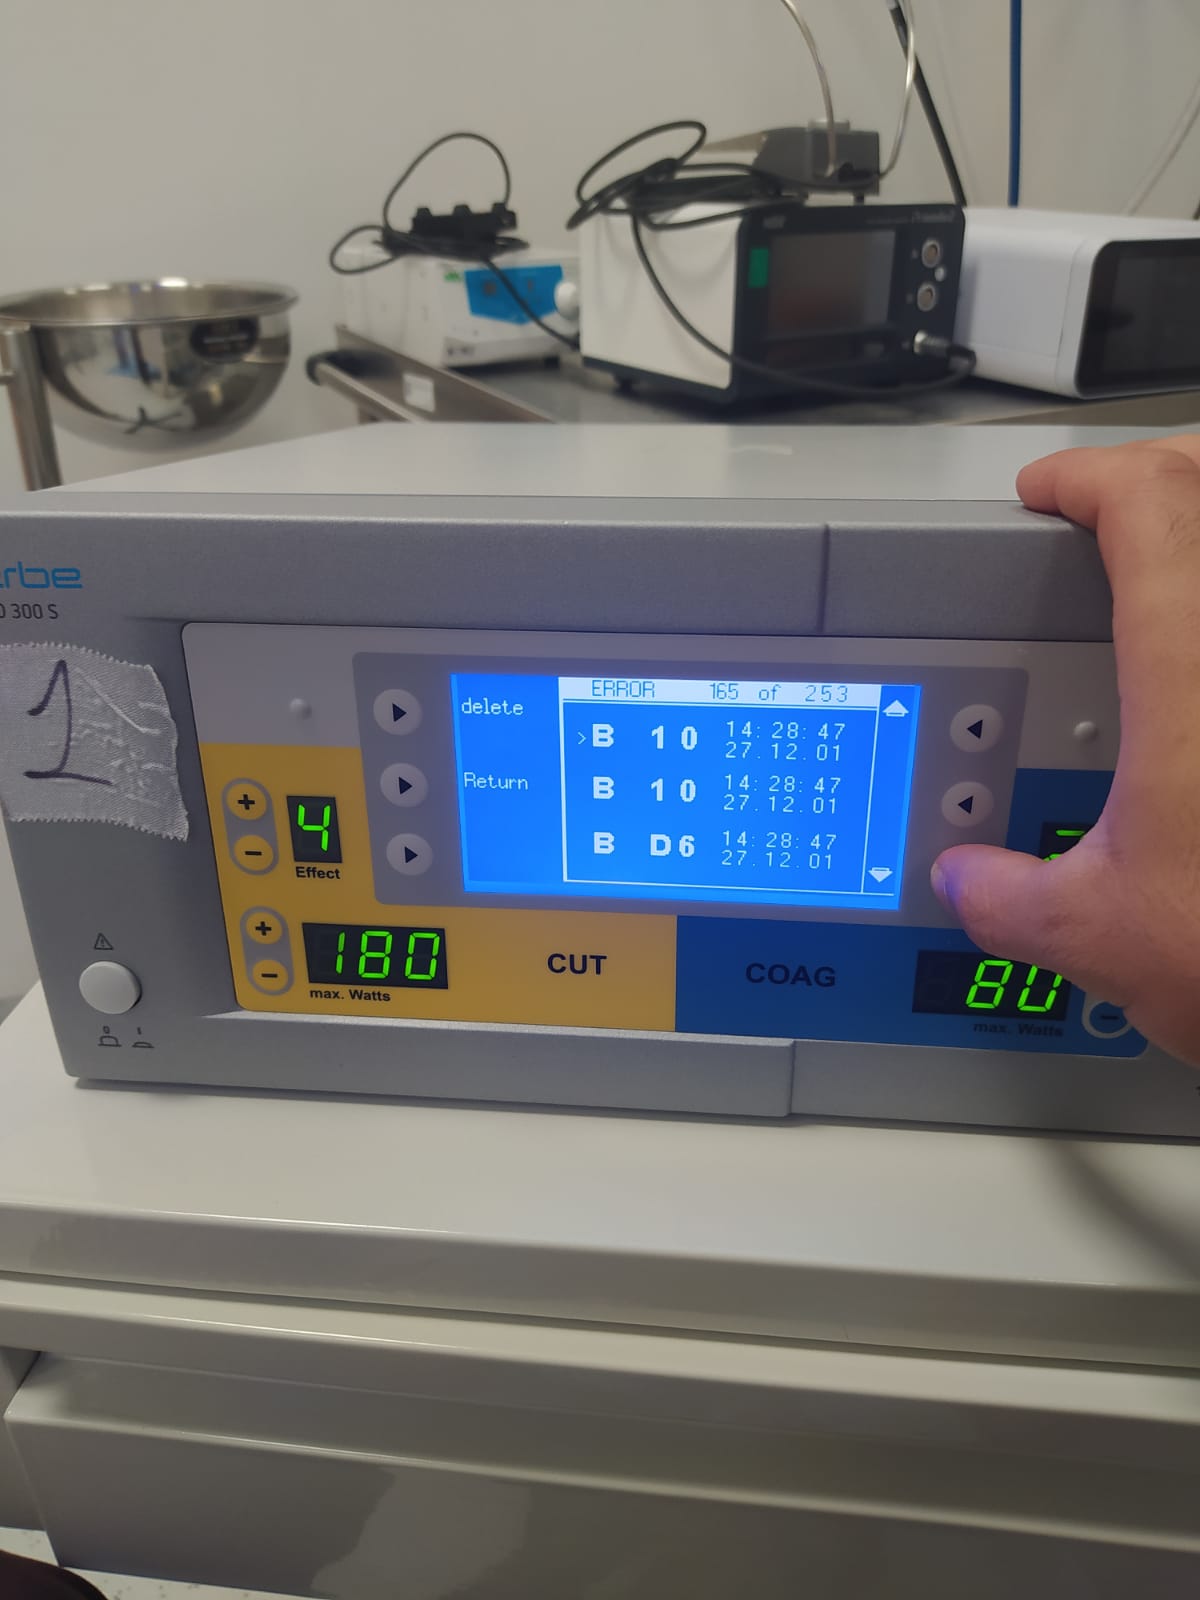 rbe
300 S
1
delete
Return
ERROR 165 of 253
>B 10 14:28:47
27.12.01
B 10 14:28:47
27.12.01
B D6 14:28:47
27.12.01
+
4
−
Effect
+
180
−
max. Watts
CUT
COAG
80
−
max. Watts
0 I